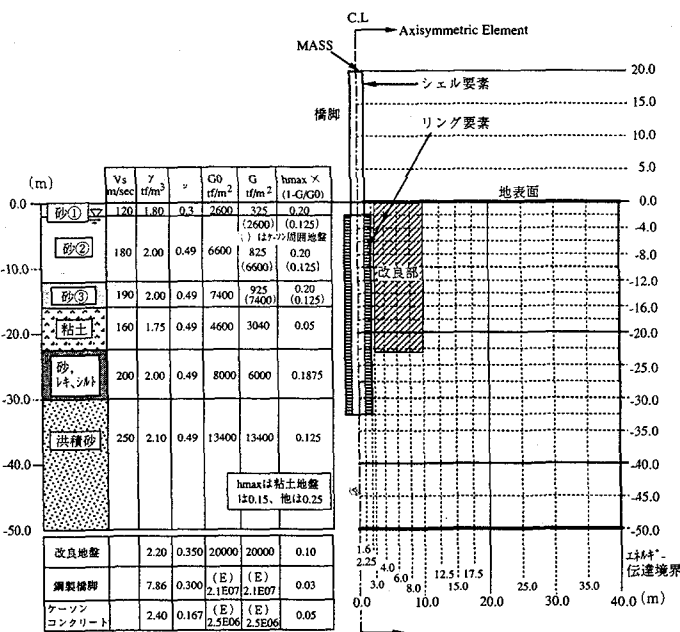 C.L
Axisymmetric Element
MASS
シェル要素
橋脚
リング要素
20.0
15.0
10.0
5.0
地表面
0.0
-4.0
-8.0
-12.0
-16.0
-20.0
-25.0
-30.0
-35.0
-40.0
-45.0
-50.0
改良部
(m)
0.0
-10.0
-20.0
-30.0
-40.0
-50.0
Vs m/sec γ tf/m³ ν G0 tf/m² G tf/m² hmax × (1-G/G0)
砂① 120 1.80 0.3 2600 325 (2600) 0.20 (0.125)
( )はケーソン周囲地盤
砂② 180 2.00 0.49 6600 825 (6600) 0.20 (0.125)
砂③ 190 2.00 0.49 7400 925 (7400) 0.20 (0.125)
粘土 160 1.75 0.49 4600 3040 0.05
砂,レキ、シルト 200 2.00 0.49 8000 6000 0.1875
洪積砂 250 2.10 0.49 13400 13400 0.125
hmaxは粘土地盤
は0.15、他は0.25
改良地盤 2.20 0.350 20000 20000 0.10
鋼製橋脚 7.86 0.300 (E) 2.1E07 (E) 2.1E07 0.03
ケーソンコンクリート 2.40 0.167 (E) 2.5E06 (E) 2.5E06 0.05
1.6
2.25
3.0
4.0
6.0
8.0
12.5
15.0
17.5
25.0
30.0
35.0
エネルギー
伝達境界
0.0 10.0 20.0 40.0 (m)